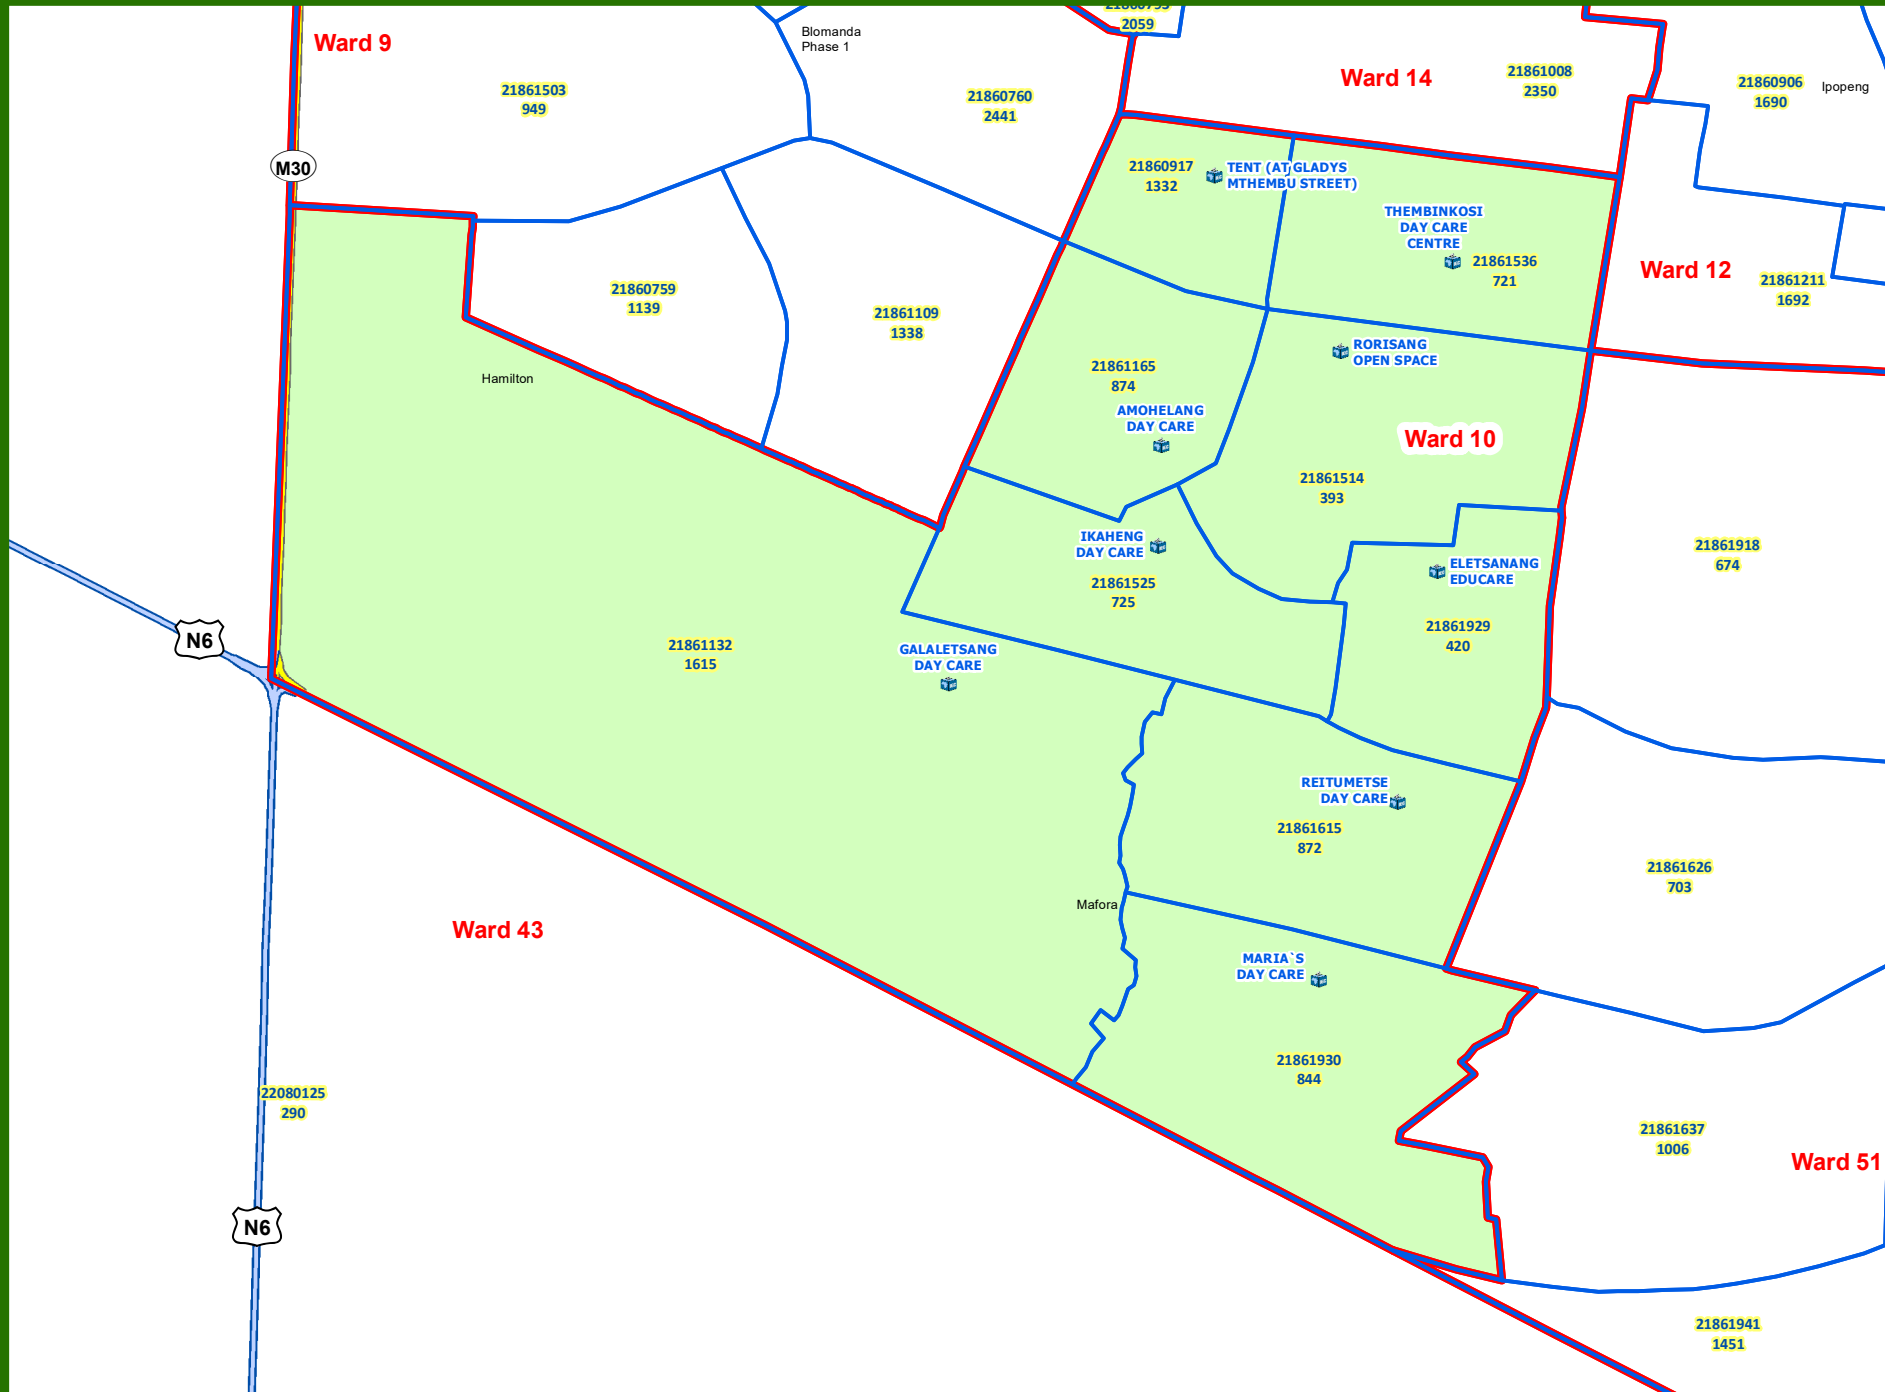 2059
Ward 9
Blomanda
Phase 1
21861503
949
21860760
2441
Ward 14
21861008
2350
21860906
1690
Ipopeng
M30
21860917
1332
TENT (AT GLADYS
MTHEMBU STREET)
THEMBINKOSI
DAY CARE
CENTRE
21861536
721
Ward 12
21861211
1692
21860759
1139
21861109
1338
Hamilton
RORISANG
OPEN SPACE
21861165
874
AMOHELANG
DAY CARE
Ward 10
21861514
393
IKAHENG
DAY CARE
21861525
725
ELETSANANG
EDUCARE
21861929
420
21861918
674
N6
21861132
1615
GALALETSANG
DAY CARE
REITUMETSE
DAY CARE
21861615
872
21861626
703
Mafora
Ward 43
MARIA`S
DAY CARE
21861930
844
22080125
290
21861637
1006
Ward 51
N6
21861941
1451